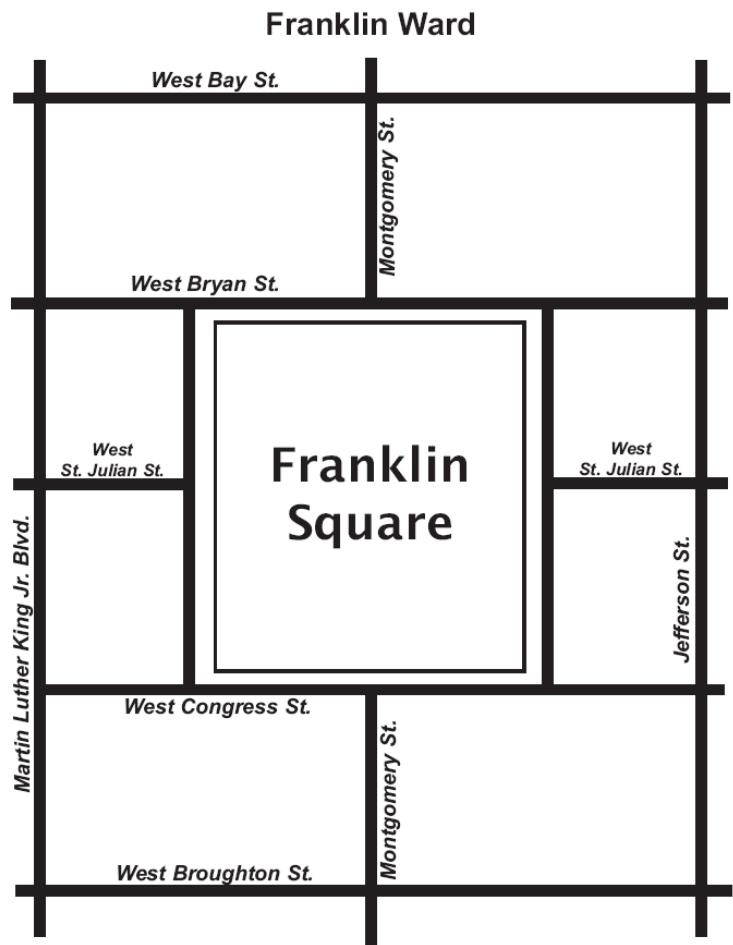 Franklin Ward
West Bay St.
Montgomery St.
West Bryan St.
West
St. Julian St.
West
St. Julian St.
Franklin
Square
Martin Luther King Jr. Blvd.
Jefferson St.
West Congress St.
Montgomery St.
West Broughton St.